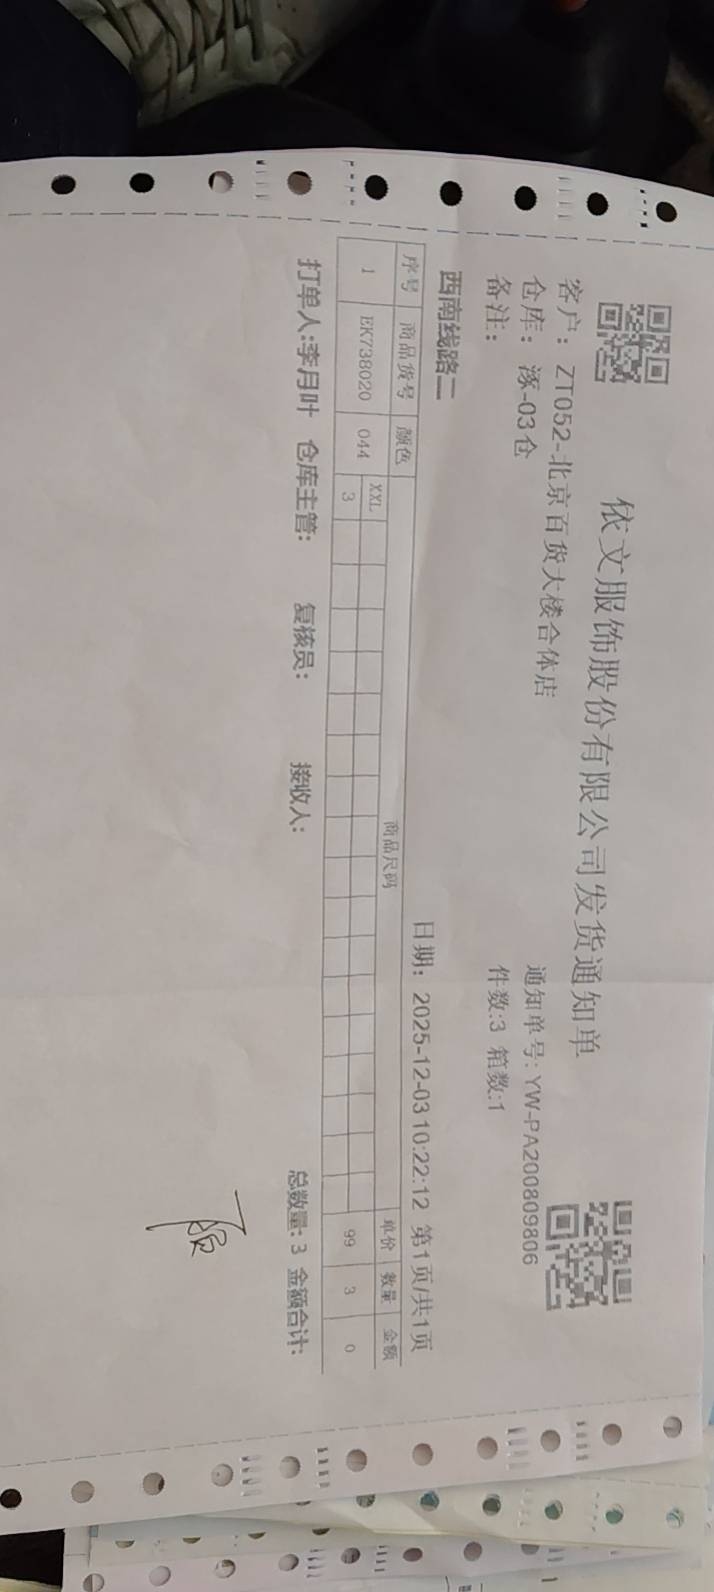 依文服饰股份有限公司发货通知单
客户：ZT052-北京百货大楼合体店
通知单号: YW-PA200809806
仓库：涿-03仓
件数:3 箱数:1
备注：
日期：2025-12-03 10:22:12 第1页/共1页
西南线路二
序号 商品货号 颜色 商品尺码 单价 数量 金额
XXL
1 EK738020 044 3 99 3 0
打单人:李月叶 仓库主管: 复核员: 接收人: 总数量: 3 金额合计: